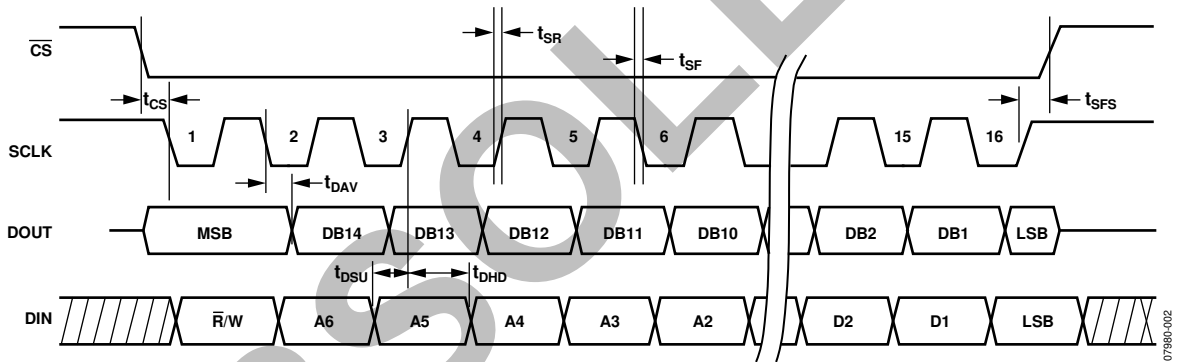 CS
tSR
tSF
tCS
tSFS
SCLK
1 2 3 4 5 6 15 16
tDAV
DOUT
MSB DB14 DB13 DB12 DB11 DB10 DB2 DB1 LSB
tDSU tDHD
DIN
R/W A6 A5 A4 A3 A2 D2 D1 LSB
07980-002